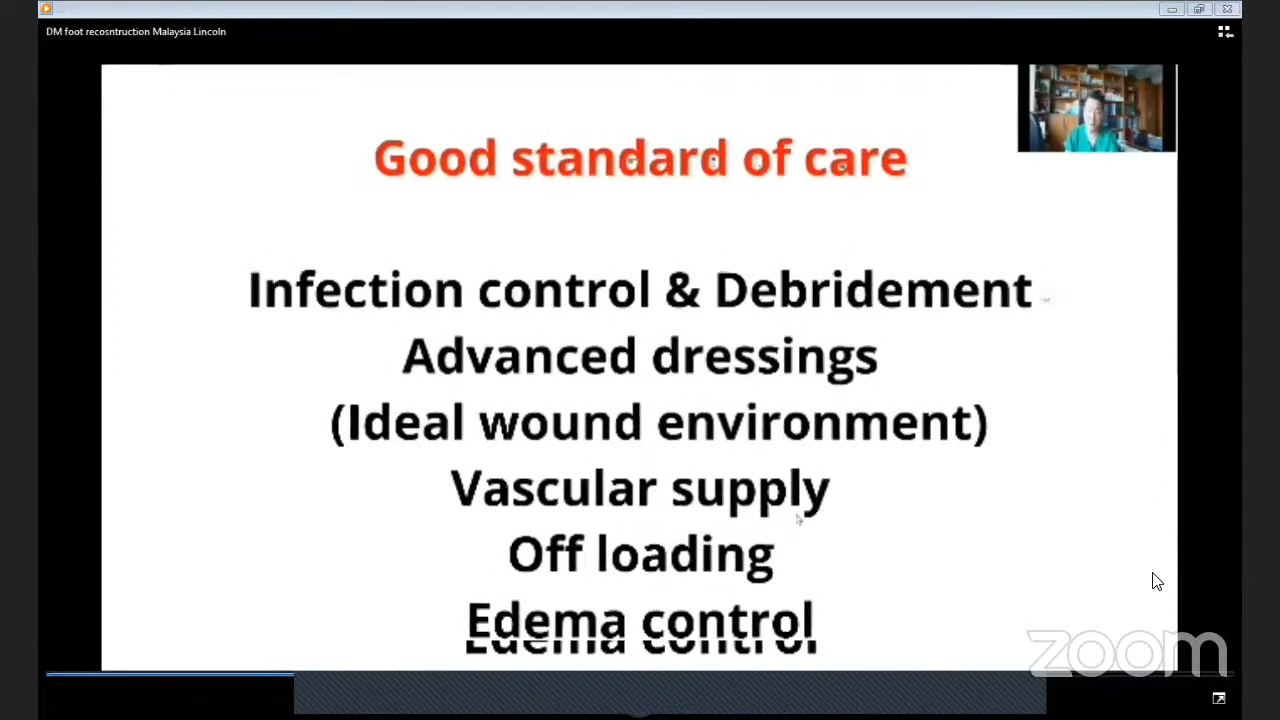 DM foot recosntruction Malaysia Lincoln
Good standard of care
Infection control & Debridement
Advanced dressings
(Ideal wound environment)
Vascular supply
Off loading
Edema control
zoom